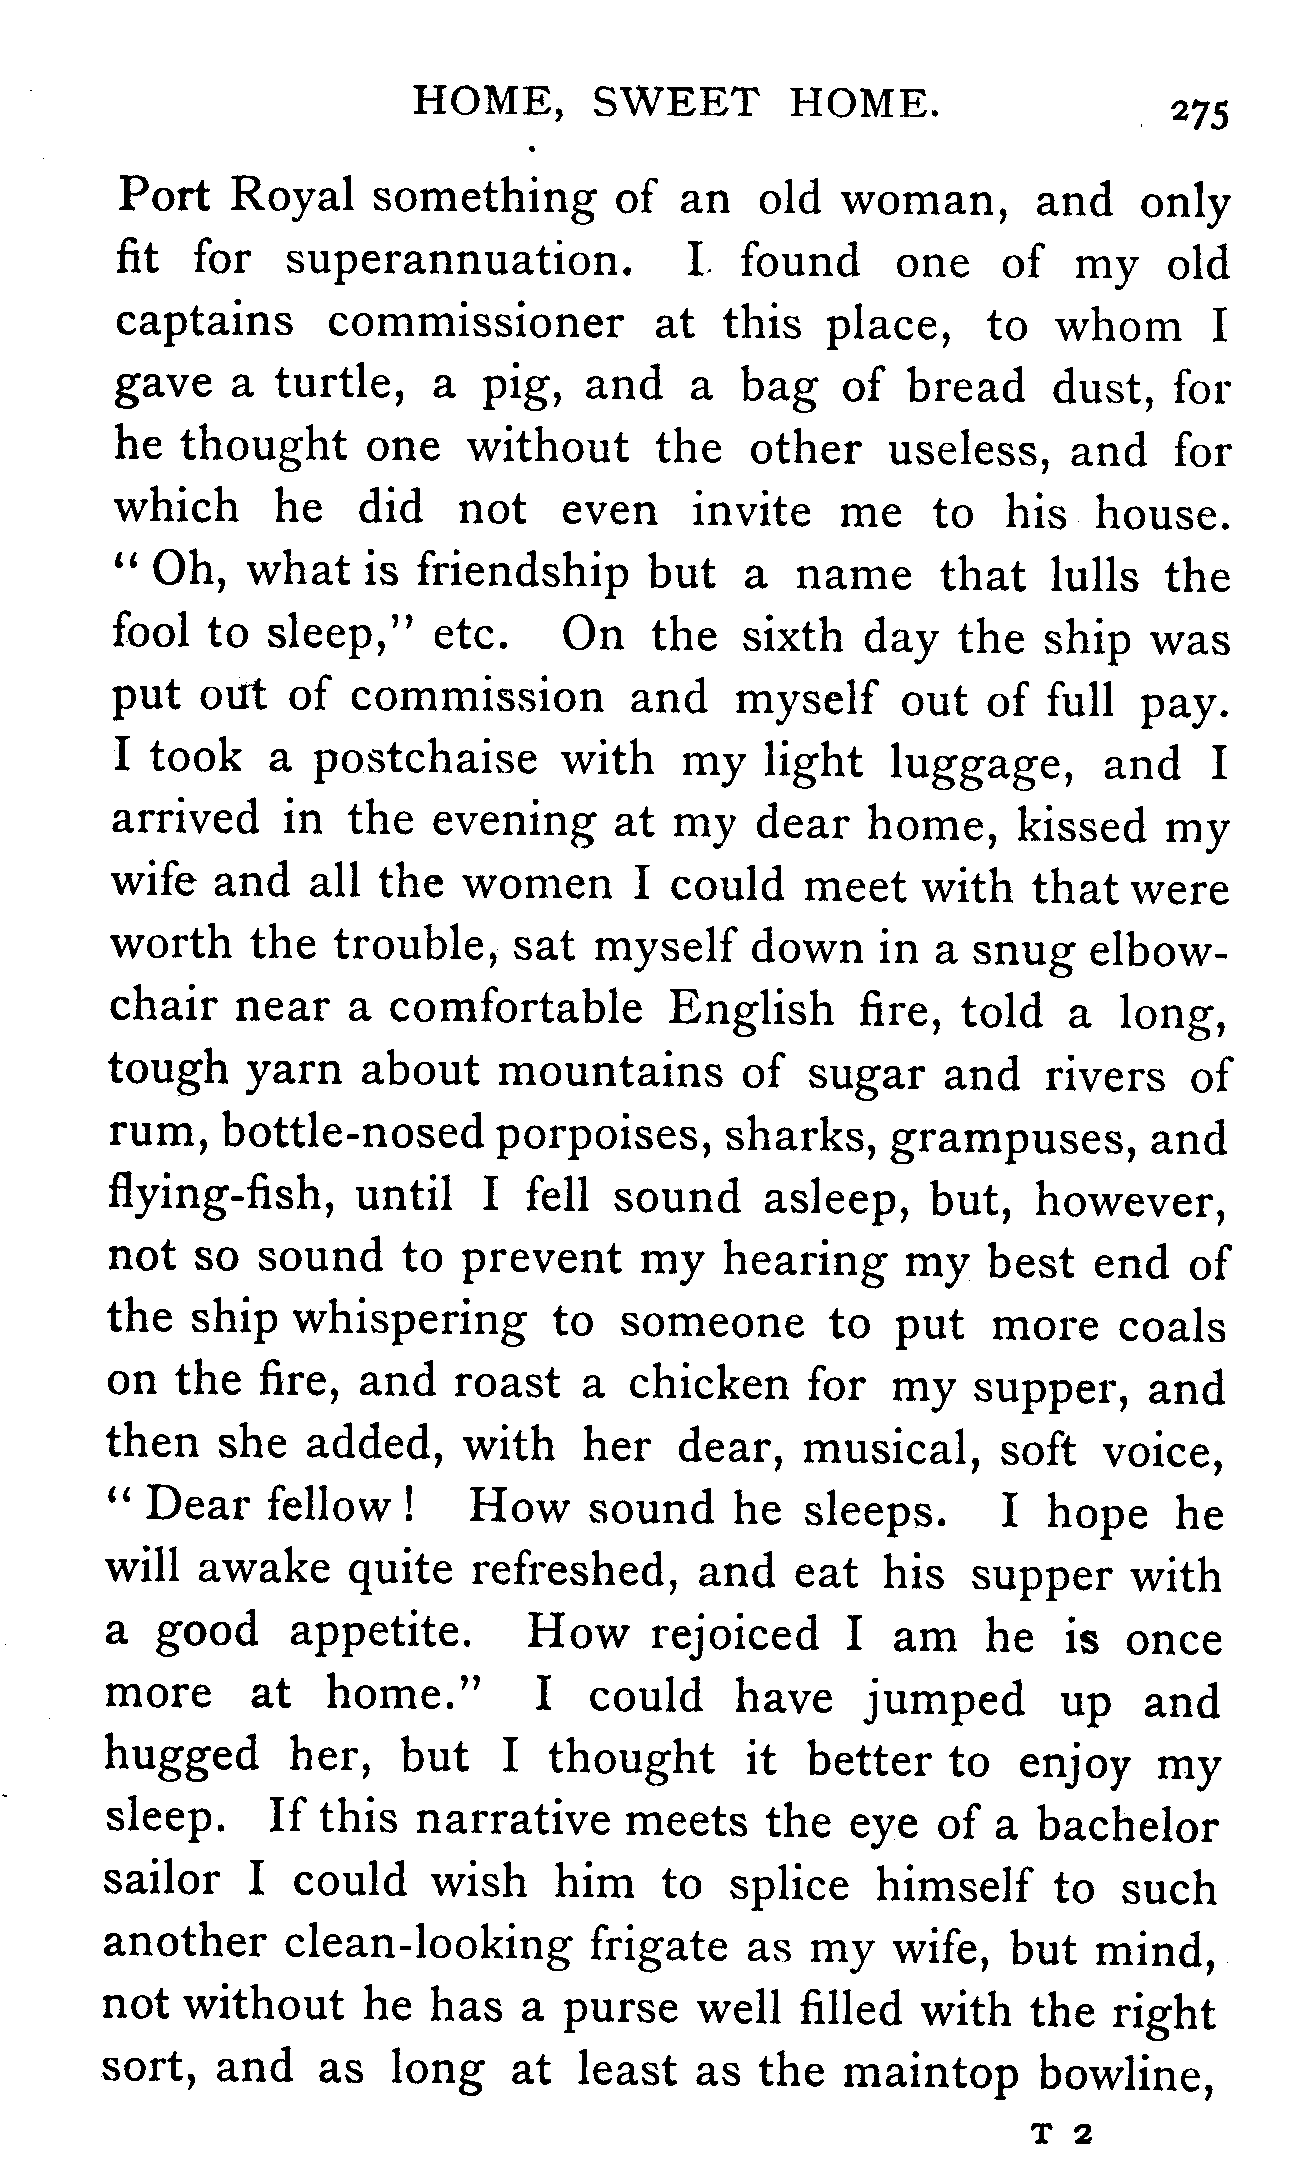 HOME, SWEET HOME. 275
Port Royal something of an old woman, and only
fit for superannuation. I found one of my old
captains commissioner at this place, to whom I
gave a turtle, a pig, and a bag of bread dust, for
he thought one without the other useless, and for
which he did not even invite me to his house.
“ Oh, what is friendship but a name that lulls the
fool to sleep,” etc. On the sixth day the ship was
put out of commission and myself out of full pay.
I took a postchaise with my light luggage, and I
arrived in the evening at my dear home, kissed my
wife and all the women I could meet with that were
worth the trouble, sat myself down in a snug elbow-
chair near a comfortable English fire, told a long,
tough yarn about mountains of sugar and rivers of
rum, bottle-nosed porpoises, sharks, grampuses, and
flying-fish, until I fell sound asleep, but, however,
not so sound to prevent my hearing my best end of
the ship whispering to someone to put more coals
on the fire, and roast a chicken for my supper, and
then she added, with her dear, musical, soft voice,
“ Dear fellow ! How sound he sleeps. I hope he
will awake quite refreshed, and eat his supper with
a good appetite. How rejoiced I am he is once
more at home.” I could have jumped up and
hugged her, but I thought it better to enjoy my
sleep. If this narrative meets the eye of a bachelor
sailor I could wish him to splice himself to such
another clean-looking frigate as my wife, but mind,
not without he has a purse well filled with the right
sort, and as long at least as the maintop bowline,
T 2